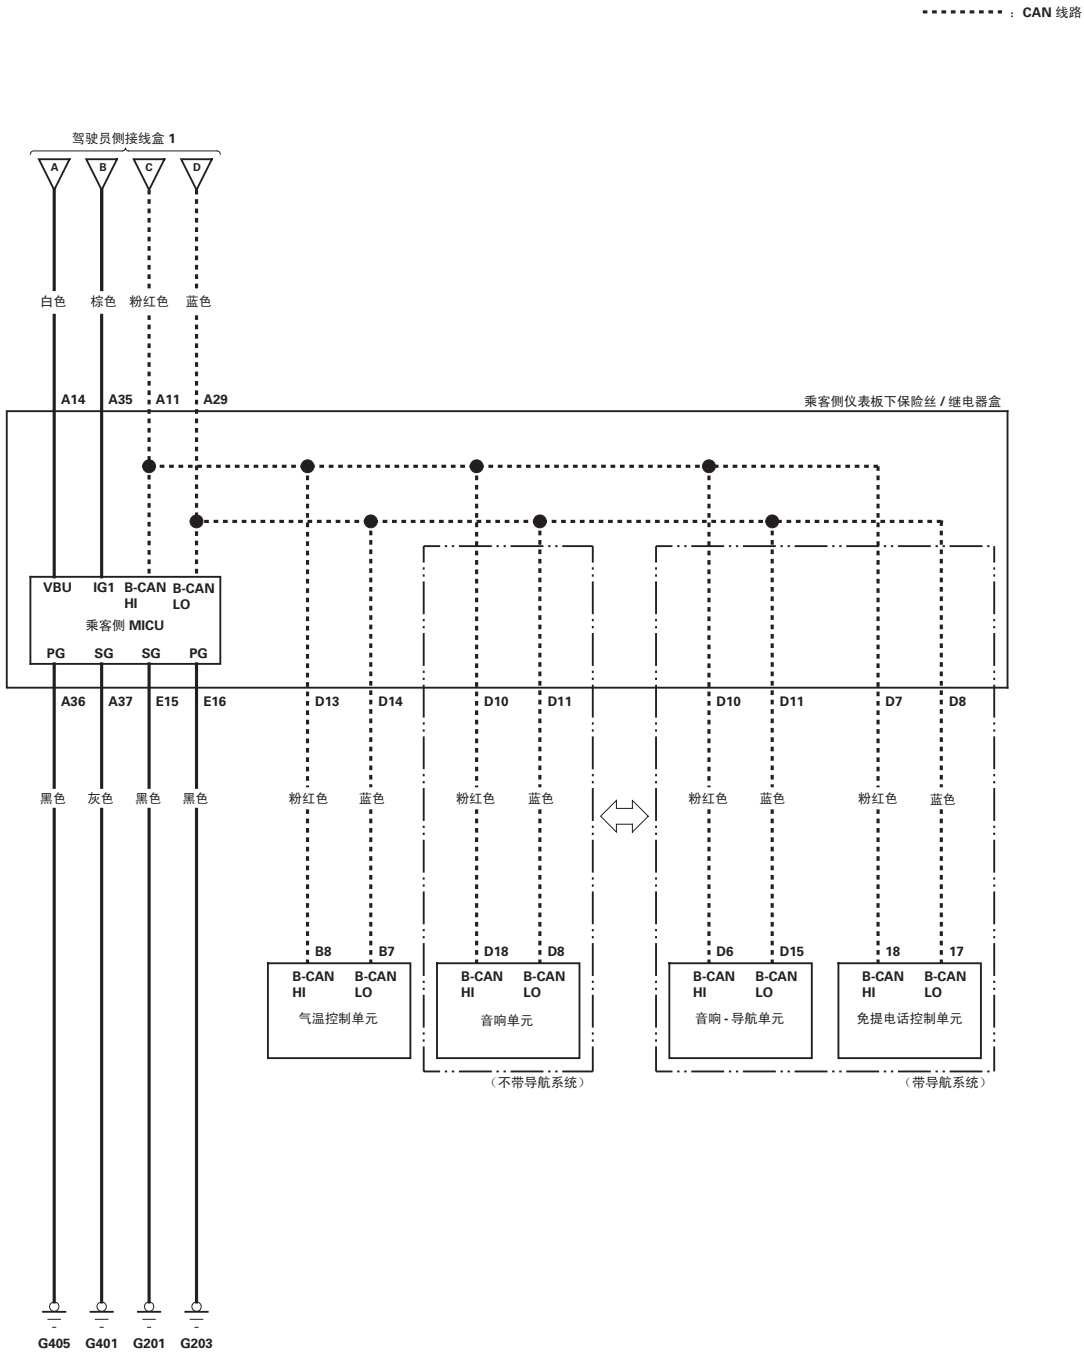 ：CAN 线路
驾驶员侧接线盒 1
A B C D
白色 棕色 粉红色 蓝色
A14 A35 A11 A29
乘客侧仪表板下保险丝 / 继电器盒
VBU IG1 B-CAN HI B-CAN LO
乘客侧 MICU
PG SG SG PG
A36 A37 E15 E16 D13 D14 D10 D11 D10 D11 D7 D8
黑色 灰色 黑色 黑色 粉红色 蓝色 粉红色 蓝色 粉红色 蓝色 粉红色 蓝色
B8 B7 D18 D8 D6 D15 18 17
B-CAN B-CAN B-CAN B-CAN B-CAN B-CAN B-CAN B-CAN
HI LO HI LO HI LO HI LO
气温控制单元 音响单元 音响 - 导航单元 免提电话控制单元
（不带导航系统） （带导航系统）
G405 G401 G201 G203